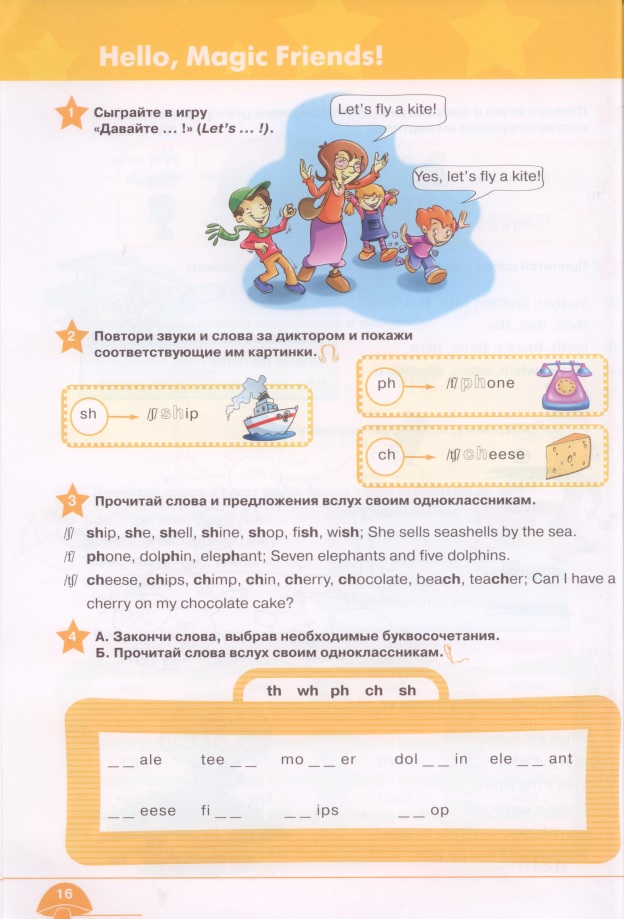 Hello, Magic Friends!
1 Сыграйте в игру
«Давайте ... !» (Let's ... !).
Let's fly a kite!
Yes, let's fly a kite!
2 Повтори звуки и слова за диктором и покажи
соответствующие им картинки.
sh /ʃ/ ship
ph /f/ phone
ch /tʃ/ cheese
3 Прочитай слова и предложения вслух своим одноклассникам.
/ʃ/ ship, she, shell, shine, shop, fish, wish; She sells seashells by the sea.
/f/ phone, dolphin, elephant; Seven elephants and five dolphins.
/tʃ/ cheese, chips, chimp, chin, cherry, chocolate, beach, teacher; Can I have a
cherry on my chocolate cake?
4 А. Закончи слова, выбрав необходимые буквосочетания.
Б. Прочитай слова вслух своим одноклассникам.
th wh ph ch sh
_ _ ale tee _ _ mo _ _ er dol _ _ in ele _ _ ant
_ _ eese fi _ _ _ _ ips _ _ op
16